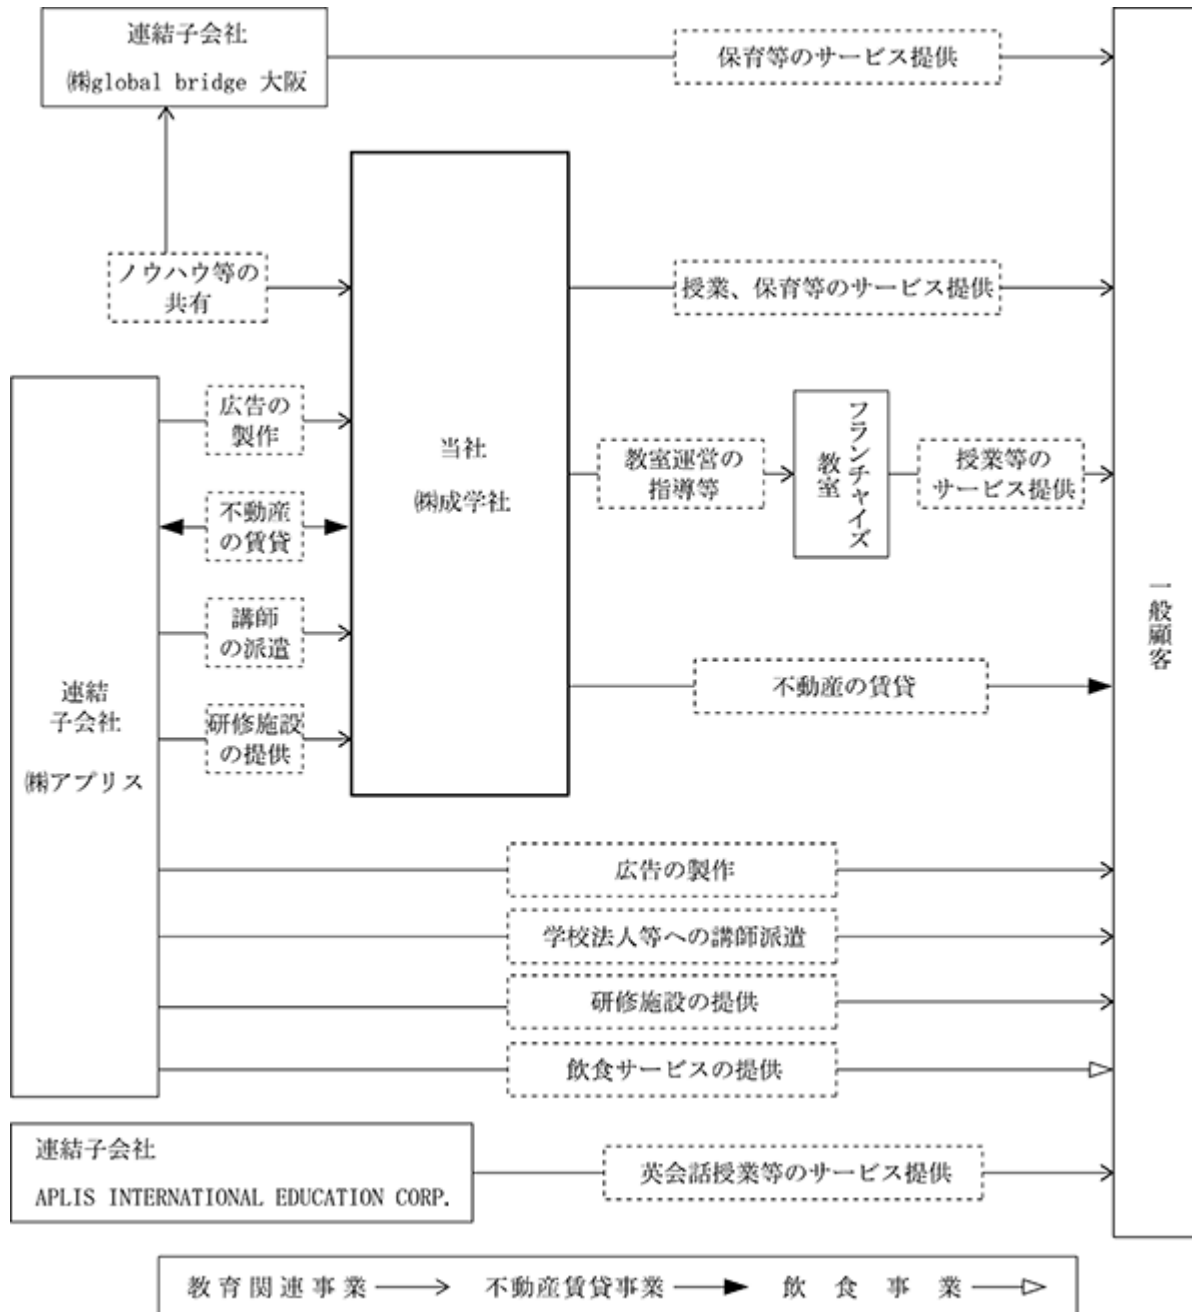 連結子会社
㈱global bridge 大阪
保育等のサービス提供
ノウハウ等の
共有
授業、保育等のサービス提供
広告の
製作
不動産
の賃貸
講師
の派遣
研修施設
の提供
連結
子会社
㈱アプリス
当社
㈱成学社
教室運営の
指導等
フランチャイズ
教室
授業等の
サービス提供
不動産の賃貸
一般顧客
広告の製作
学校法人等への講師派遣
研修施設の提供
飲食サービスの提供
連結子会社
APLIS INTERNATIONAL EDUCATION CORP.
英会話授業等のサービス提供
教育関連事業 不動産賃貸事業 飲食事業